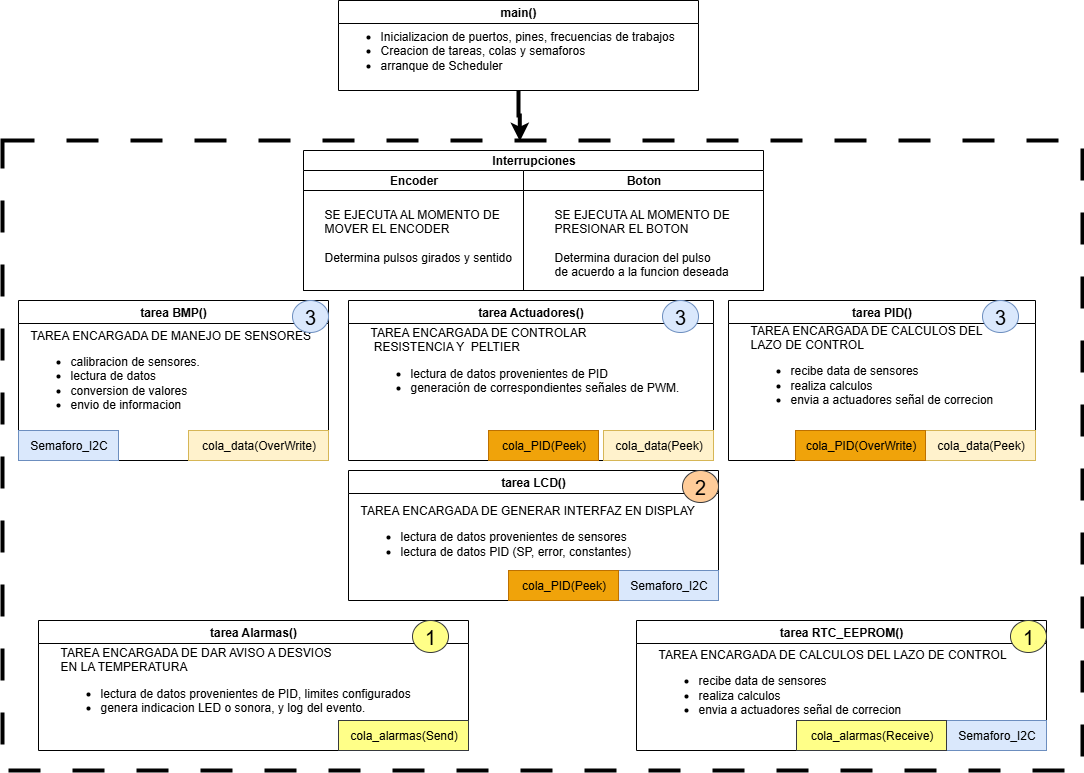 main()
Inicializacion de puertos, pines, frecuencias de trabajos
Creacion de tareas, colas y semaforos
arranque de Scheduler
Interrupciones
Encoder
Boton
SE EJECUTA AL MOMENTO DE
MOVER EL ENCODER
Determina pulsos girados y sentido
SE EJECUTA AL MOMENTO DE
PRESIONAR EL BOTON
Determina duracion del pulso
de acuerdo a la funcion deseada
tarea BMP()
3
TAREA ENCARGADA DE MANEJO DE SENSORES
calibracion de sensores.
lectura de datos
conversion de valores
envio de informacion
Semaforo_I2C
cola_data(OverWrite)
tarea Actuadores()
3
TAREA ENCARGADA DE CONTROLAR
RESISTENCIA Y PELTIER
lectura de datos provenientes de PID
generación de correspondientes señales de PWM.
cola_PID(Peek)
cola_data(Peek)
tarea PID()
3
TAREA ENCARGADA DE CALCULOS DEL
LAZO DE CONTROL
recibe data de sensores
realiza calculos
envia a actuadores señal de correcion
cola_PID(OverWrite)
cola_data(Peek)
tarea LCD()
2
TAREA ENCARGADA DE GENERAR INTERFAZ EN DISPLAY
lectura de datos provenientes de sensores
lectura de datos PID (SP, error, constantes)
cola_PID(Peek)
Semaforo_I2C
tarea Alarmas()
1
TAREA ENCARGADA DE DAR AVISO A DESVIOS
EN LA TEMPERATURA
lectura de datos provenientes de PID, limites configurados
genera indicacion LED o sonora, y log del evento.
cola_alarmas(Send)
tarea RTC_EEPROM()
1
TAREA ENCARGADA DE CALCULOS DEL LAZO DE CONTROL
recibe data de sensores
realiza calculos
envia a actuadores señal de correcion
cola_alarmas(Receive)
Semaforo_I2C